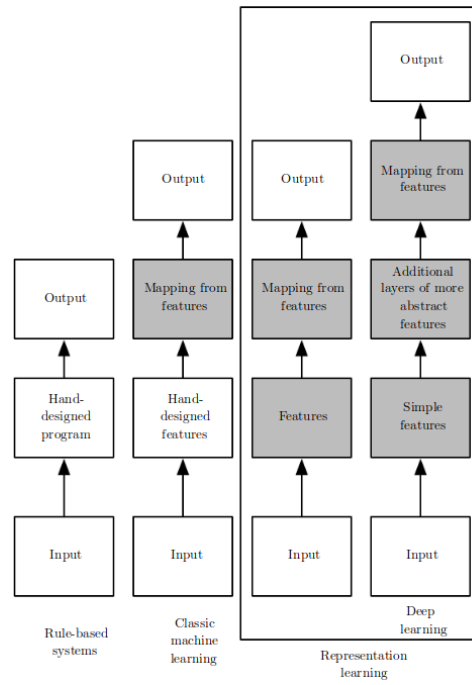 Output
Output
Output
Mapping from
features
Output
Mapping from
features
Mapping from
features
Additional
layers of more
abstract
features
Hand-
designed
program
Hand-
designed
features
Features
Simple
features
Input
Input
Input
Input
Rule-based
systems
Classic
machine
learning
Representation
learning
Deep
learning